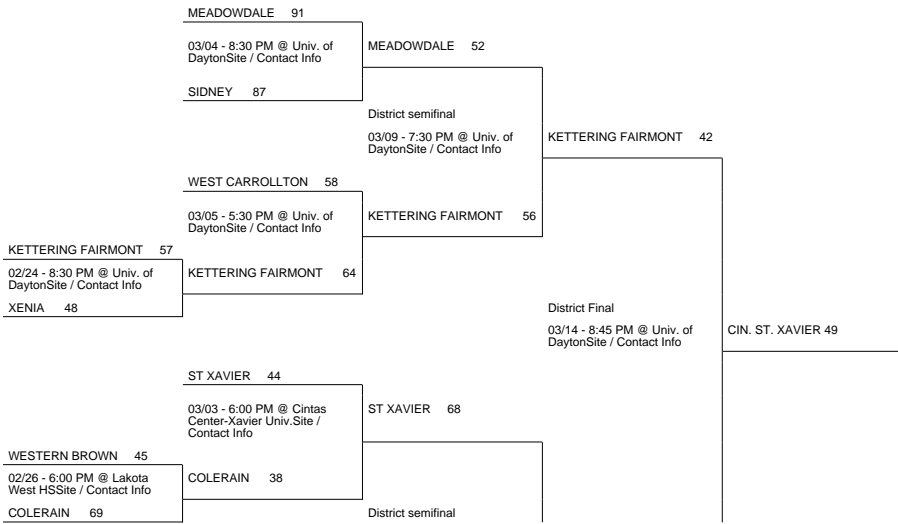 MEADOWDALE 91
03/04 - 8:30 PM @ Univ. of
DaytonSite / Contact Info
MEADOWDALE 52
SIDNEY 87
District semifinal
03/09 - 7:30 PM @ Univ. of
DaytonSite / Contact Info
KETTERING FAIRMONT 42
WEST CARROLLTON 58
03/05 - 5:30 PM @ Univ. of
DaytonSite / Contact Info
KETTERING FAIRMONT 56
KETTERING FAIRMONT 57
02/24 - 8:30 PM @ Univ. of
DaytonSite / Contact Info
KETTERING FAIRMONT 64
XENIA 48
District Final
03/14 - 8:45 PM @ Univ. of
DaytonSite / Contact Info
CIN. ST. XAVIER 49
ST XAVIER 44
03/03 - 6:00 PM @ Cintas
Center-Xavier Univ.Site /
Contact Info
ST XAVIER 68
WESTERN BROWN 45
02/26 - 6:00 PM @ Lakota
West HSSite / Contact Info
COLERAIN 38
COLERAIN 69
District semifinal